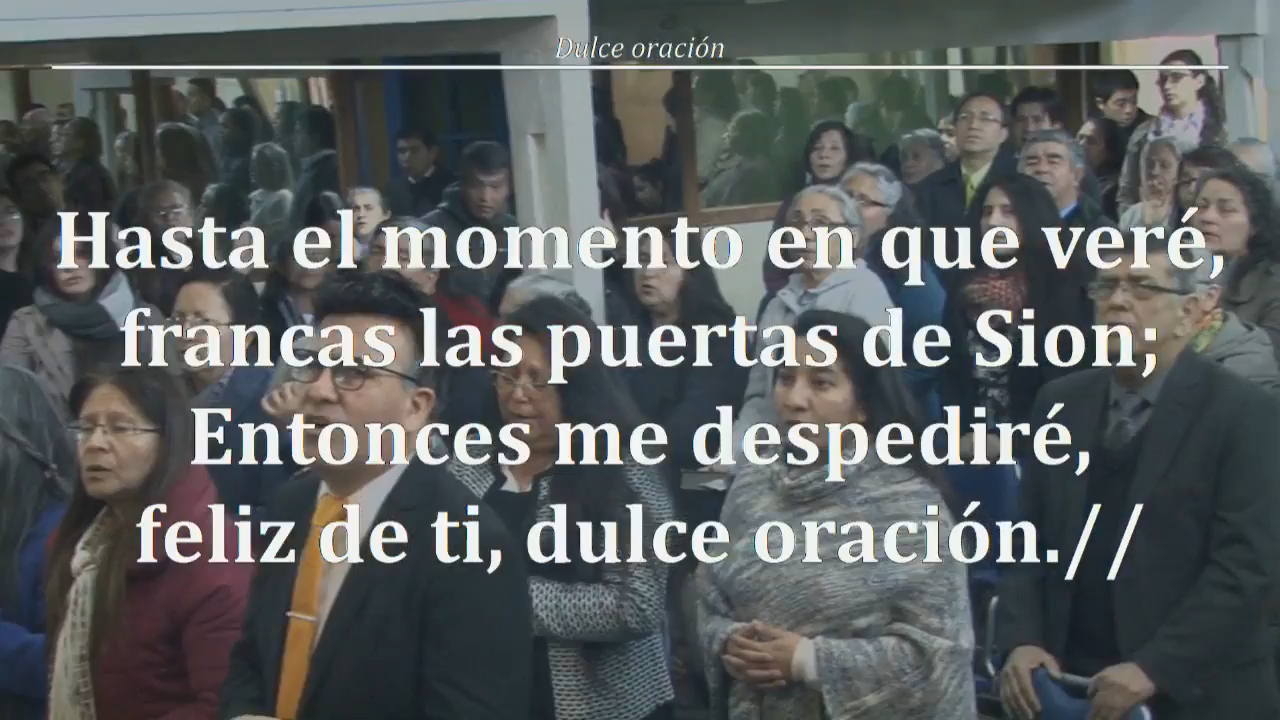 Dulce oración
Hasta el momento en que veré,
francas las puertas de Sion;
Entonces me despediré,
feliz de ti, dulce oración.//